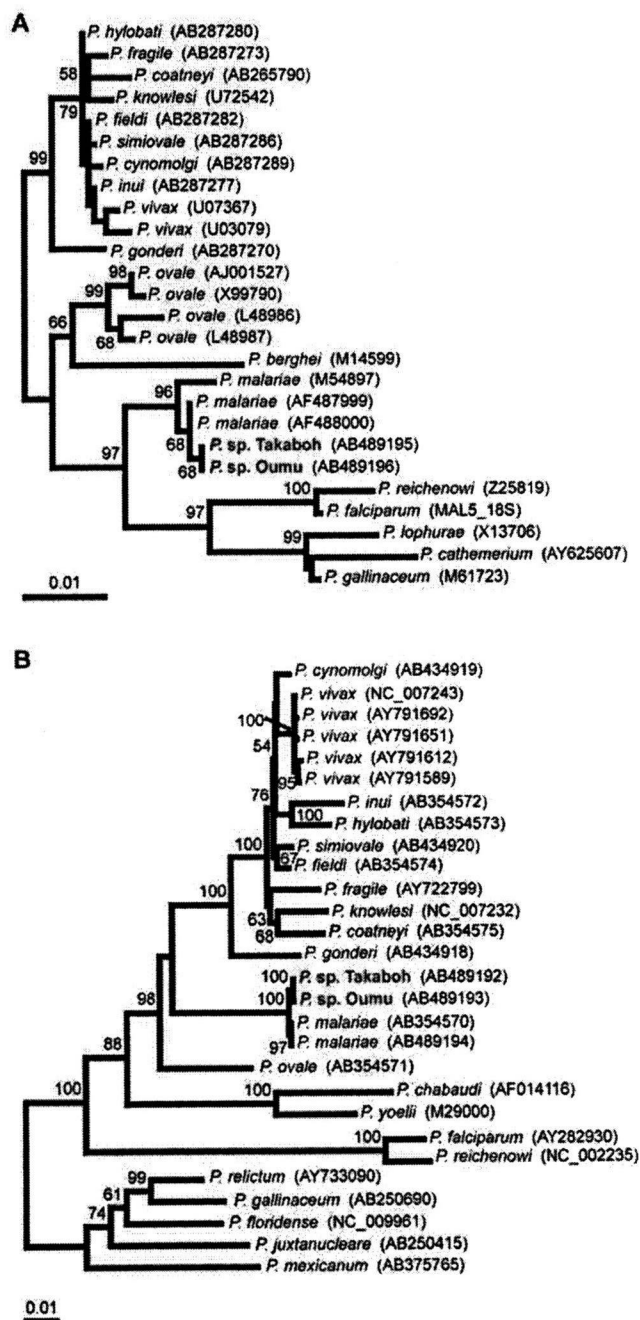 A
P. hylobati (AB287280)
P. fragile (AB287273)
58
P. coatneyi (AB265790)
P. knowlesi (U72542)
79
P. fieldi (AB287282)
P. simiovale (AB287286)
99
P. cynomolgi (AB287289)
P. inui (AB287277)
P. vivax (U07367)
P. vivax (U03079)
P. gonderi (AB287270)
98
P. ovale (AJ001527)
99
P. ovale (X99790)
P. ovale (L48986)
66
68
P. ovale (L48987)
P. berghei (M14599)
P. malariae (M54897)
96
P. malariae (AF487999)
P. malariae (AF488000)
68
P. sp. Takaboh (AB489195)
97
68
P. sp. Oumu (AB489196)
100
P. reichenowi (Z25819)
97
P. falciparum (MAL5_18S)
99
P. lophurae (X13706)
P. cathemerium (AY625607)
P. gallinaceum (M61723)
0.01
B
P. cynomolgi (AB434919)
P. vivax (NC_007243)
P. vivax (AY791692)
100
P. vivax (AY791651)
54
P. vivax (AY791612)
95
P. vivax (AY791589)
76
P. inui (AB354572)
100
P. hylobati (AB354573)
100
P. simiovale (AB434920)
67
P. fieldi (AB354574)
100
P. fragile (AY722799)
63
P. knowlesi (NC_007232)
68
P. coatneyi (AB354575)
P. gonderi (AB434918)
100
P. sp. Takaboh (AB489192)
98
100
P. sp. Oumu (AB489193)
P. malariae (AB354570)
97
P. malariae (AB489194)
88
P. ovale (AB354571)
100
P. chabaudi (AF014116)
100
P. yoelii (M29000)
100
P. falciparum (AY282930)
P. reichenowi (NC_002235)
99
P. relictum (AY733090)
61
P. gallinaceum (AB250690)
74
P. floridense (NC_009961)
P. juxtanucleare (AB250415)
P. mexicanum (AB375765)
0.01